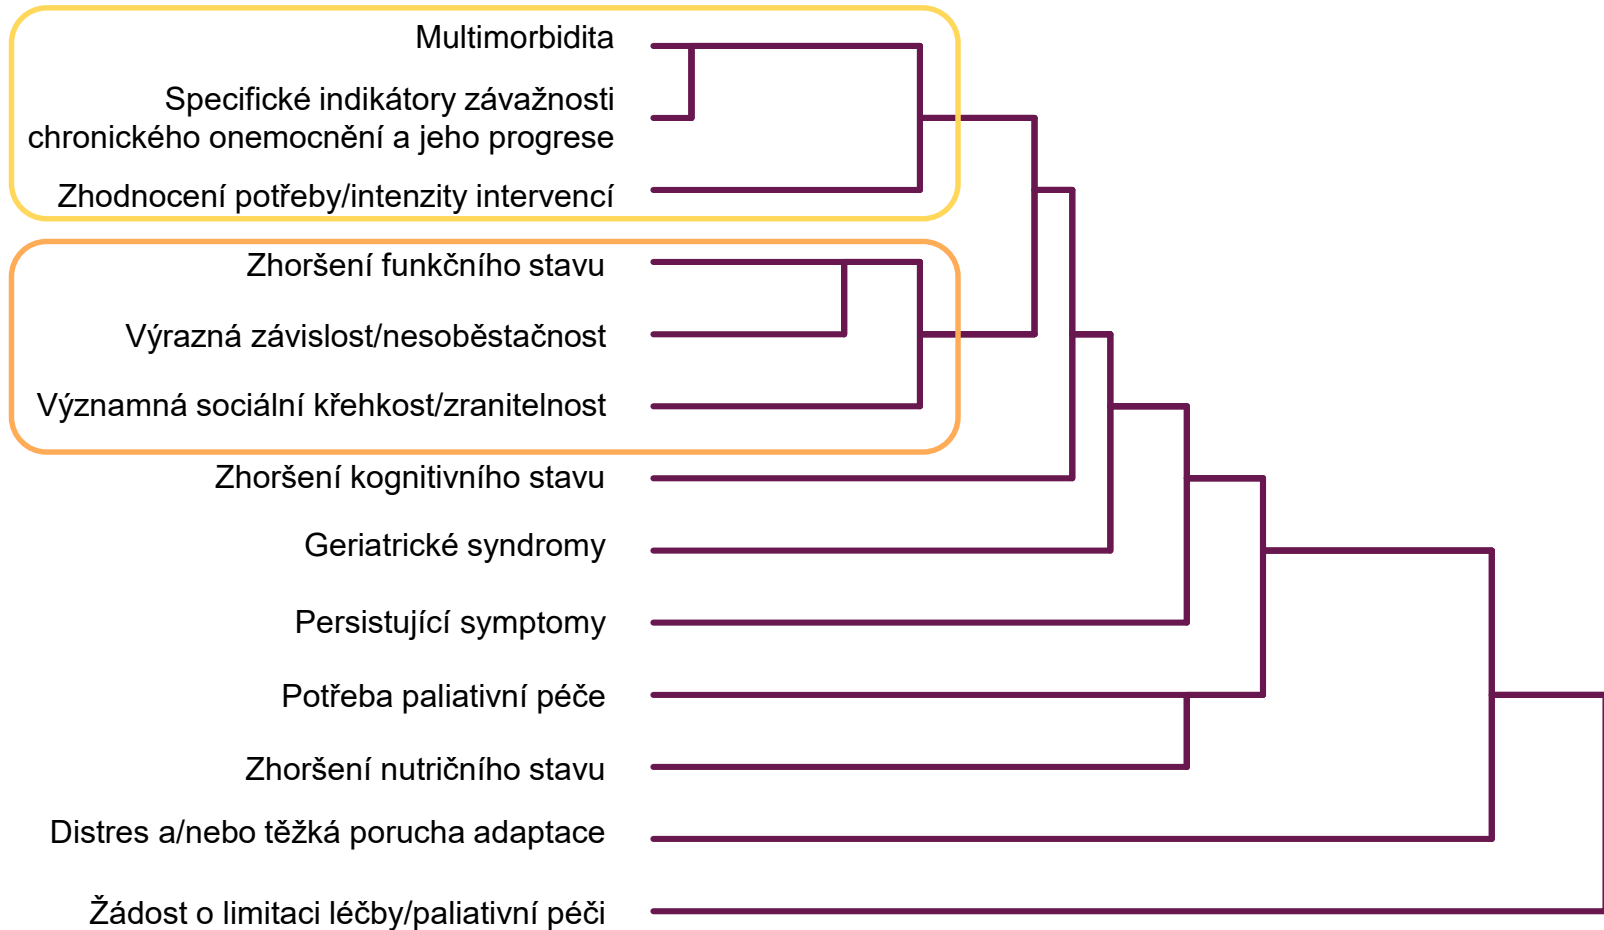 Multimorbidita
Specifické indikátory závažnosti
chronického onemocnění a jeho progrese
Zhodnocení potřeby/intenzity intervencí
Zhoršení funkčního stavu
Výrazná závislost/nesoběstačnost
Významná sociální křehkost/zranitelnost
Zhoršení kognitivního stavu
Geriatrické syndromy
Persistující symptomy
Potřeba paliativní péče
Zhoršení nutričního stavu
Distres a/nebo těžká porucha adaptace
Žádost o limitaci léčby/paliativní péči